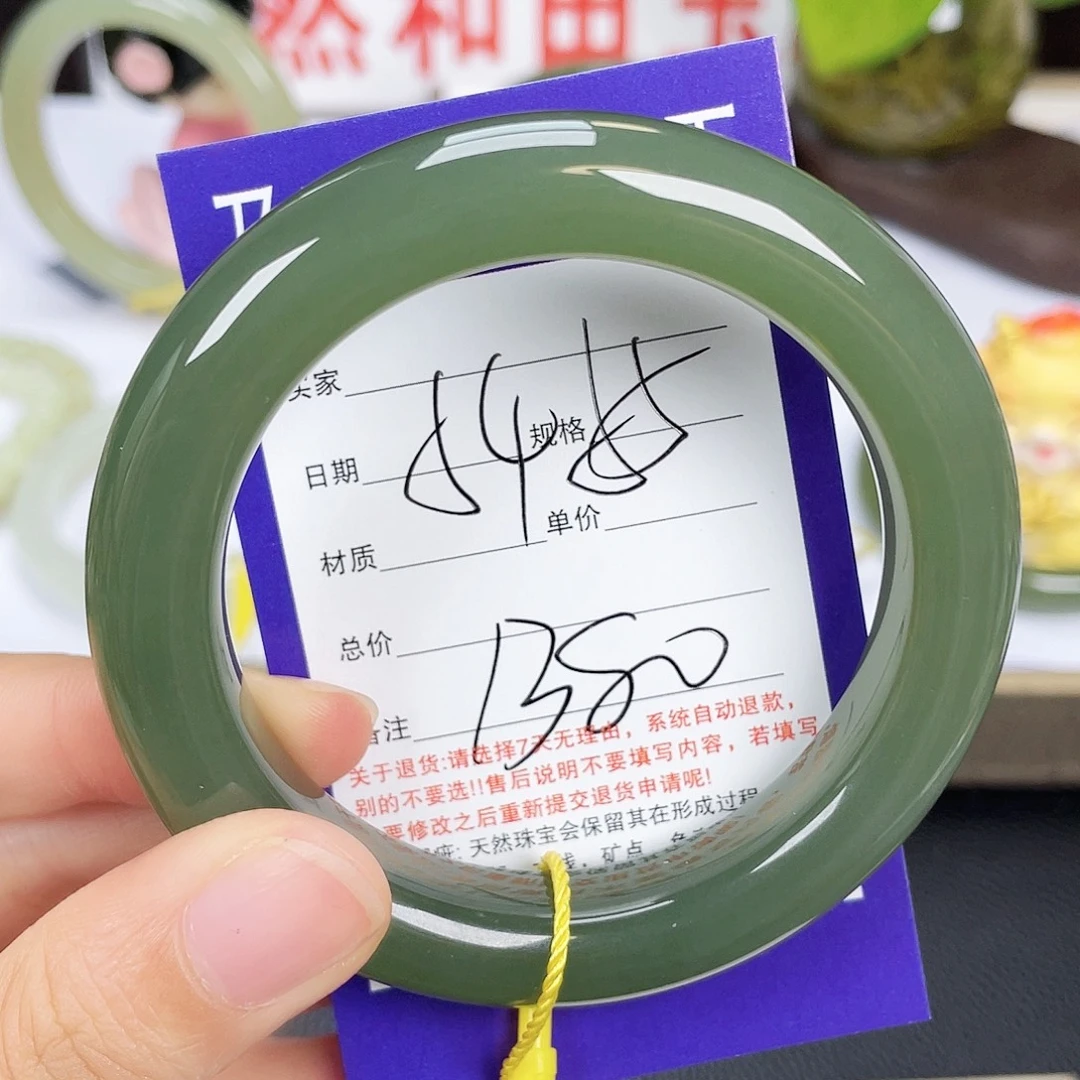 然和田玉
卖家
规格
日期
单价
材质
总价
1380
备注
关于退货:请选择7天无理由，系统自动退款，
别的不要选!!售后说明不要填写内容，若填写
要修改之后重新提交退货申请呢!
天然珠宝会保留其在形成过程
矿点